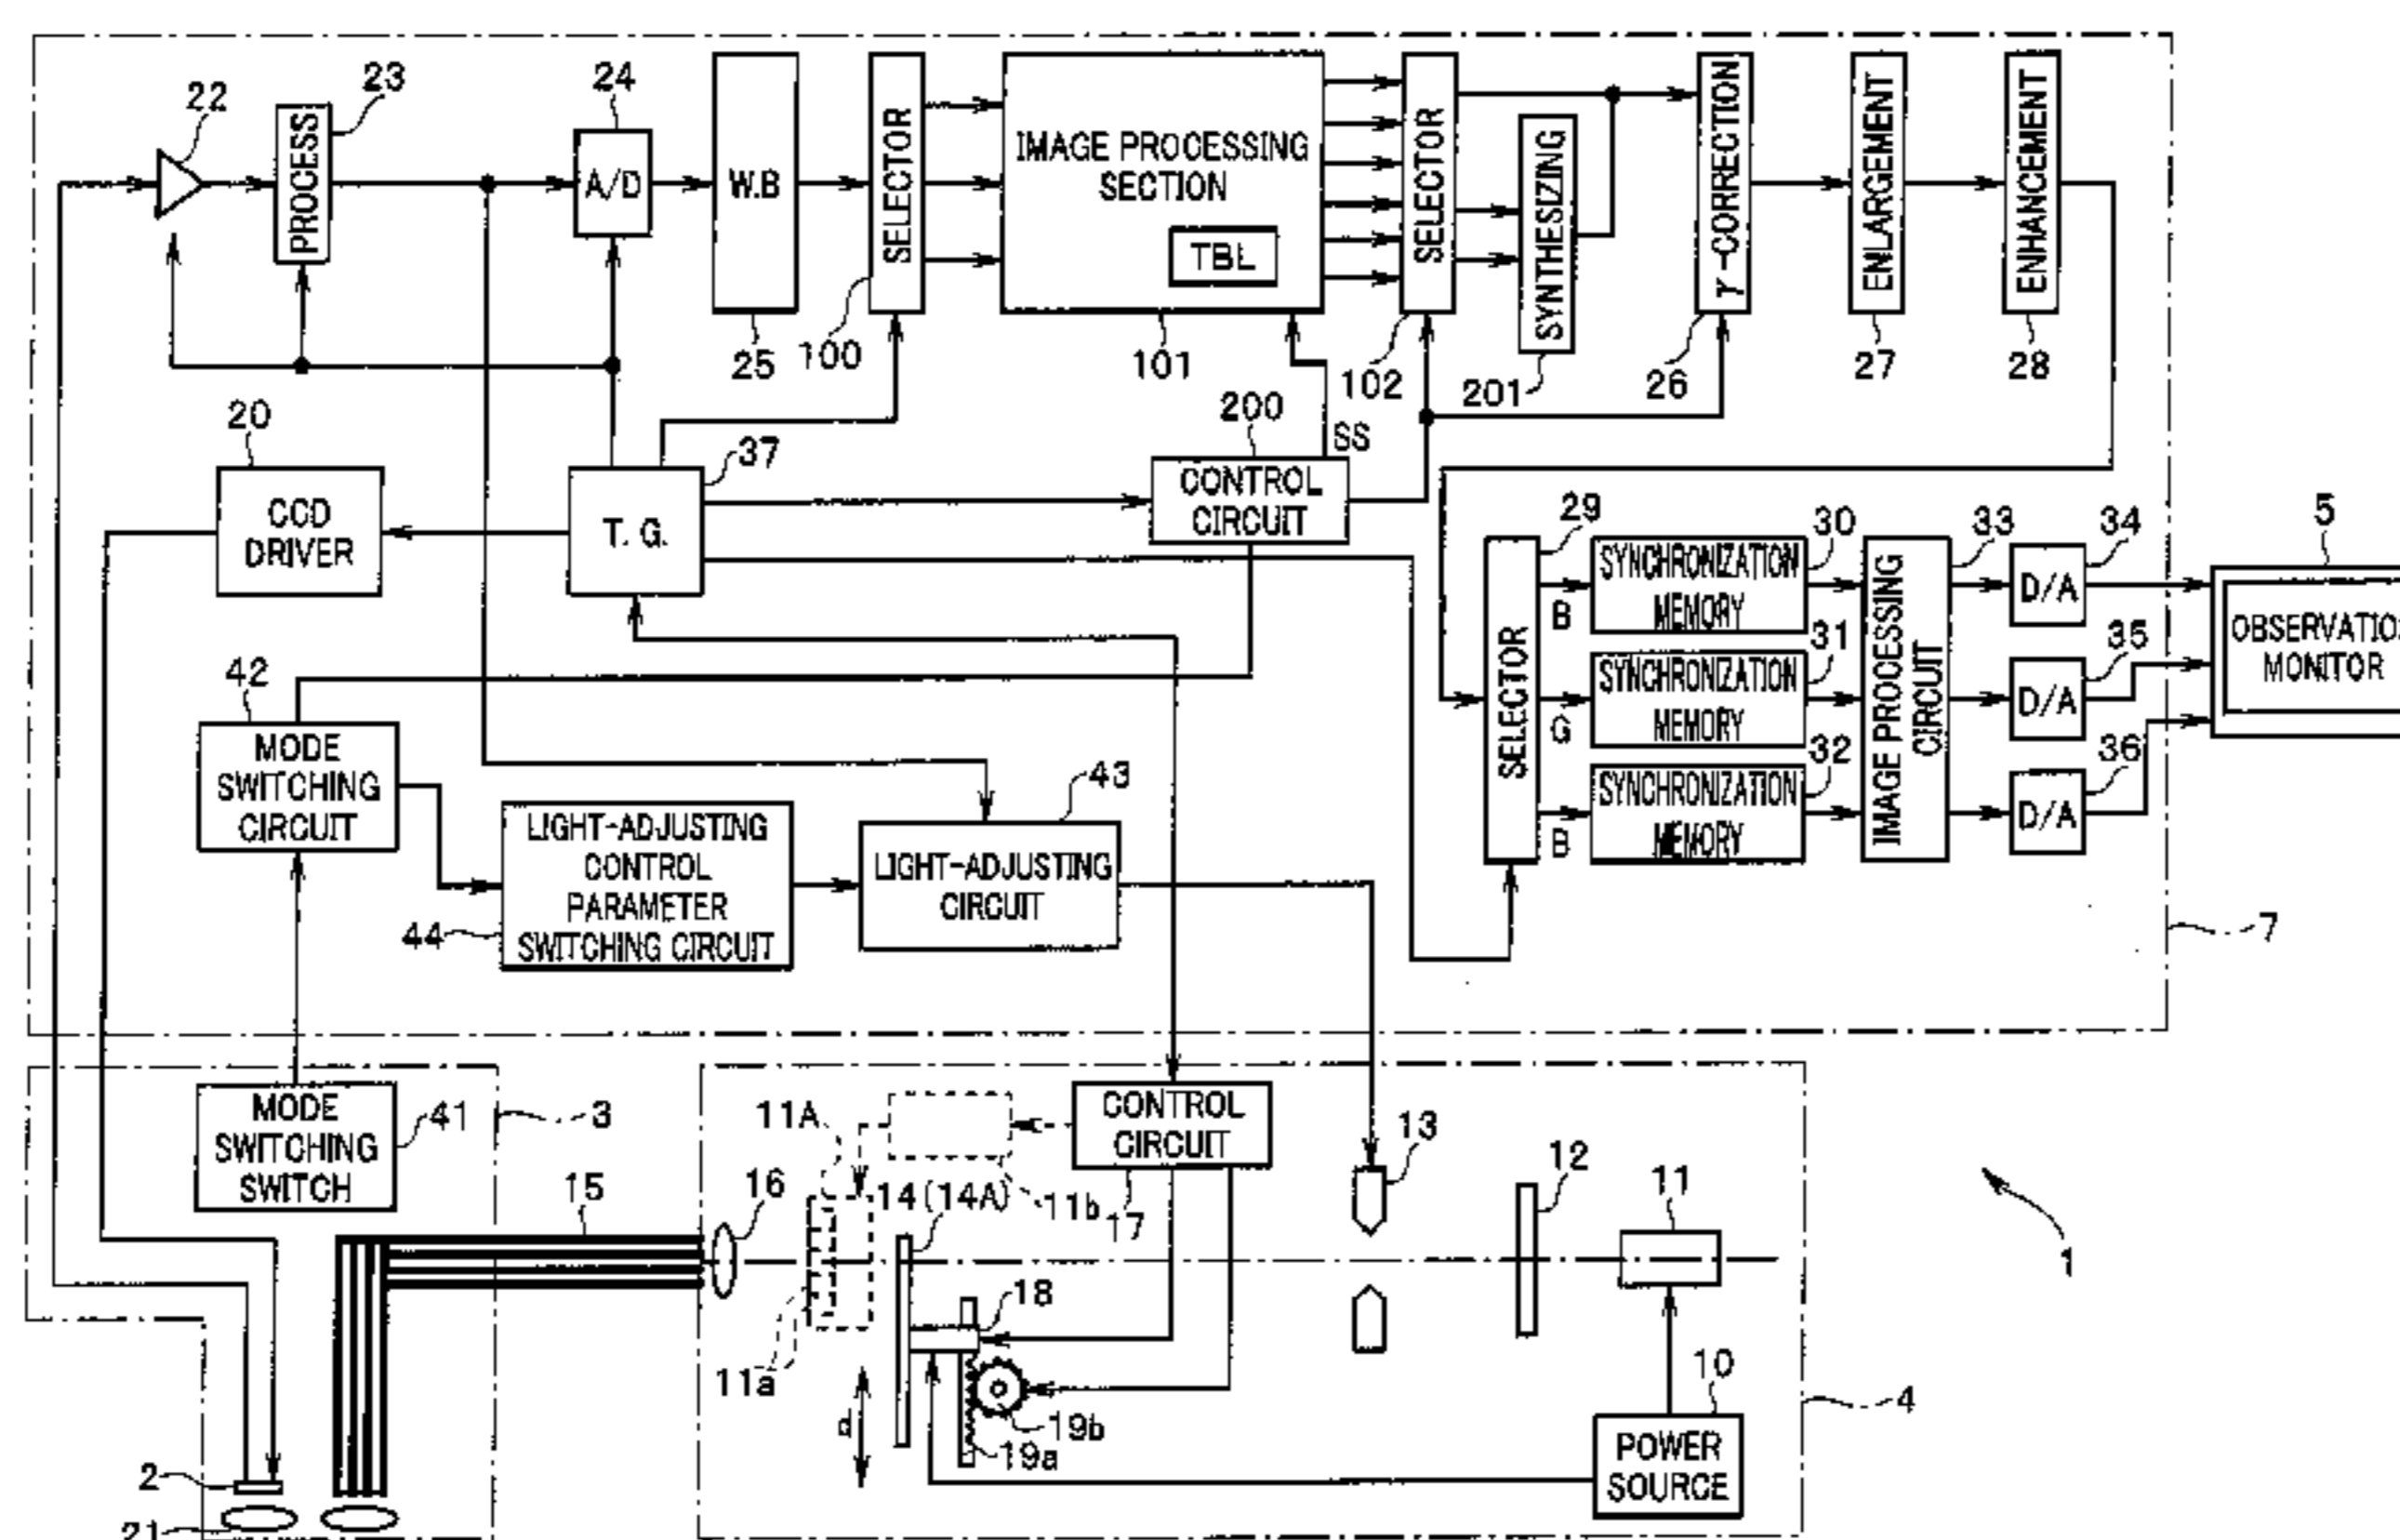 22
23
24
PROCESS
A/D
W.B
SELECTOR
IMAGE PROCESSING
SECTION
TBL
SELECTOR
SYNTHESIZING
γ-CORRECTION
ENLARGEMENT
ENHANCEMENT
25
100
101
102
201
26
27
28
20
37
200
SS
CCD
DRIVER
T. G.
CONTROL
CIRCUIT
29
SELECTOR
B
G
B
SYNCHRONIZATION
MEMORY
30
SYNCHRONIZATION
MEMORY
31
SYNCHRONIZATION
MEMORY
32
IMAGE PROCESSING
CIRCUIT
33
D/A
34
D/A
35
D/A
36
5
OBSERVATIO
MONITOR
42
MODE
SWITCHING
CIRCUIT
LIGHT-ADJUSTING
CONTROL
PARAMETER
SWITCHING CIRCUIT
44
43
LIGHT-ADJUSTING
CIRCUIT
7
MODE
SWITCHING
SWITCH
41
3
11A
CONTROL
CIRCUIT
13
12
11
15
16
14(14A)
11b
17
1
18
11a
d
19b
19a
10
POWER
SOURCE
4
2
21